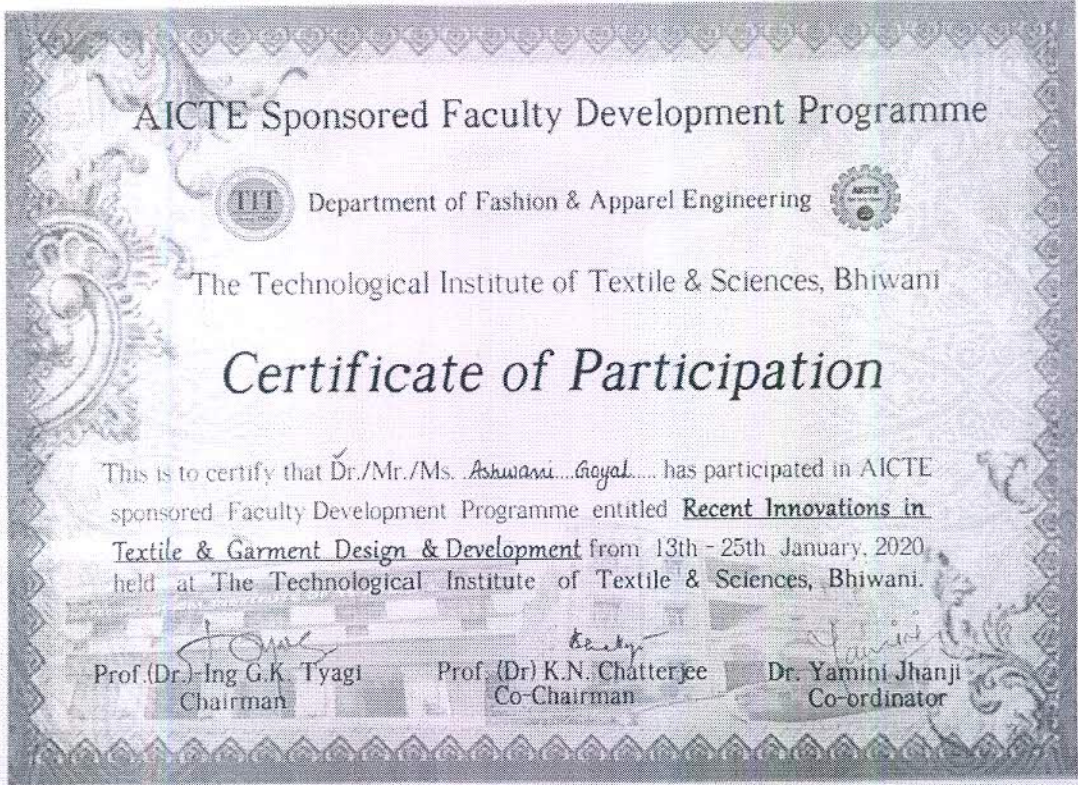 AICTE Sponsored Faculty Development Programme
TIT Department of Fashion & Apparel Engineering AICTE
The Technological Institute of Textile & Sciences, Bhiwani
Certificate of Participation
This is to certify that Dr./Mr./Ms. Ashwani Goyal has participated in AICTE
sponsored Faculty Development Programme entitled Recent Innovations in
Textile & Garment Design & Development from 13th - 25th January, 2020,
held at The Technological Institute of Textile & Sciences, Bhiwani.
Prof.(Dr.)-Ing G.K. Tyagi Prof. (Dr) K.N. Chatterjee Dr. Yamini Jhanji
Chairman Co-Chairman Co-ordinator